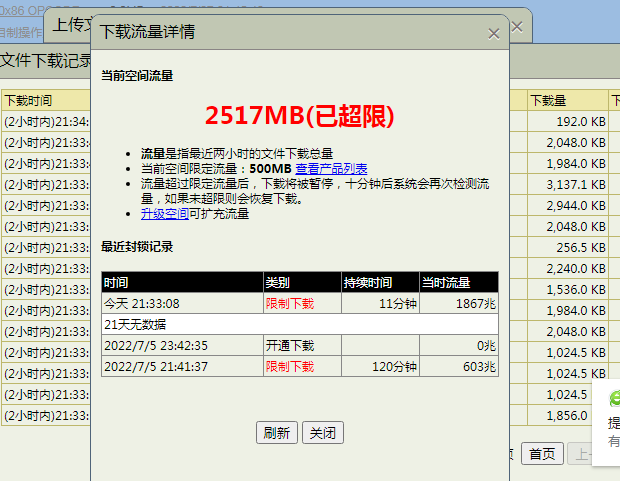 上传文
下载流量详情
文件下载记录
当前空间流量
2517MB(已超限)
流量是指最近两小时的文件下载总量
当前空间限定流量：500MB 查看产品列表
流量超过限定流量后，下载将被暂停，十分钟后系统会再次检测流
量，如果未超限则会恢复下载。
升级空间可扩充流量
最近封锁记录
时间 类别 持续时间 当时流量
今天 21:33:08 限制下载 11分钟 1867兆
21天无数据
2022/7/5 23:42:35 开通下载 0兆
2022/7/5 21:41:37 限制下载 120分钟 603兆
刷新 关闭
下载时间 下载量
(2小时内)21:34: 192.0 KB
(2小时内)21:33: 2,048.0 KB
(2小时内)21:33: 1,984.0 KB
(2小时内)21:33: 3,137.1 KB
(2小时内)21:33: 2,944.0 KB
(2小时内)21:33: 2,048.0 KB
(2小时内)21:33: 256.5 KB
(2小时内)21:33: 2,240.0 KB
(2小时内)21:33: 1,536.0 KB
(2小时内)21:33: 1,984.0 KB
(2小时内)21:33: 2,048.0 KB
(2小时内)21:33: 1,024.5 KB
(2小时内)21:33: 1,024.5 KB
(2小时内)21:33: 1,024.5 KB
(2小时内)21:33: 1,856.0 KB
页 首页 上一
提
有